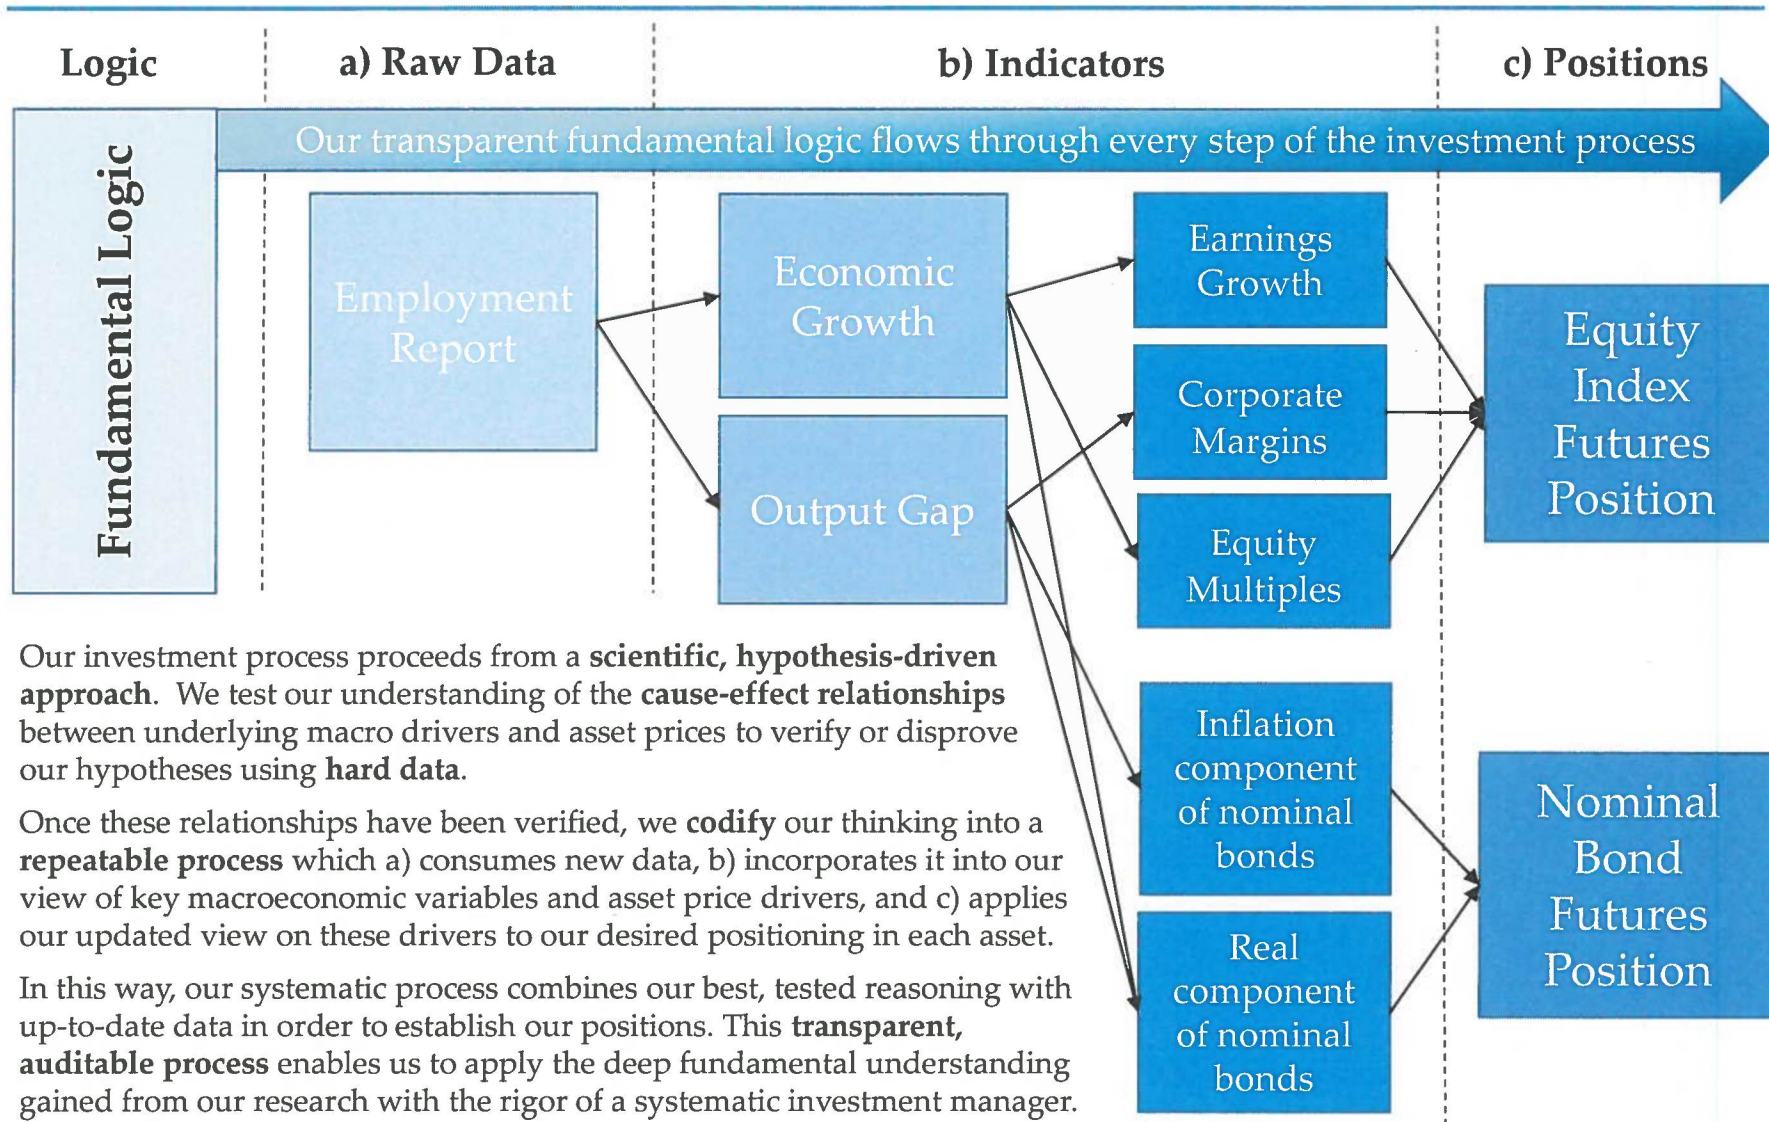 Logic
a) Raw Data
b) Indicators
c) Positions
Our transparent fundamental logic flows through every step of the investment process
Fundamental Logic
Employment
Report
Economic
Growth
Output Gap
Earnings
Growth
Corporate
Margins
Equity
Multiples
Inflation
component
of nominal
bonds
Real
component
of nominal
bonds
Equity
Index
Futures
Position
Nominal
Bond
Futures
Position
Our investment process proceeds from a scientific, hypothesis-driven
approach. We test our understanding of the cause-effect relationships
between underlying macro drivers and asset prices to verify or disprove
our hypotheses using hard data.
Once these relationships have been verified, we codify our thinking into a
repeatable process which a) consumes new data, b) incorporates it into our
view of key macroeconomic variables and asset price drivers, and c) applies
our updated view on these drivers to our desired positioning in each asset.
In this way, our systematic process combines our best, tested reasoning with
up-to-date data in order to establish our positions. This transparent,
auditable process enables us to apply the deep fundamental understanding
gained from our research with the rigor of a systematic investment manager.